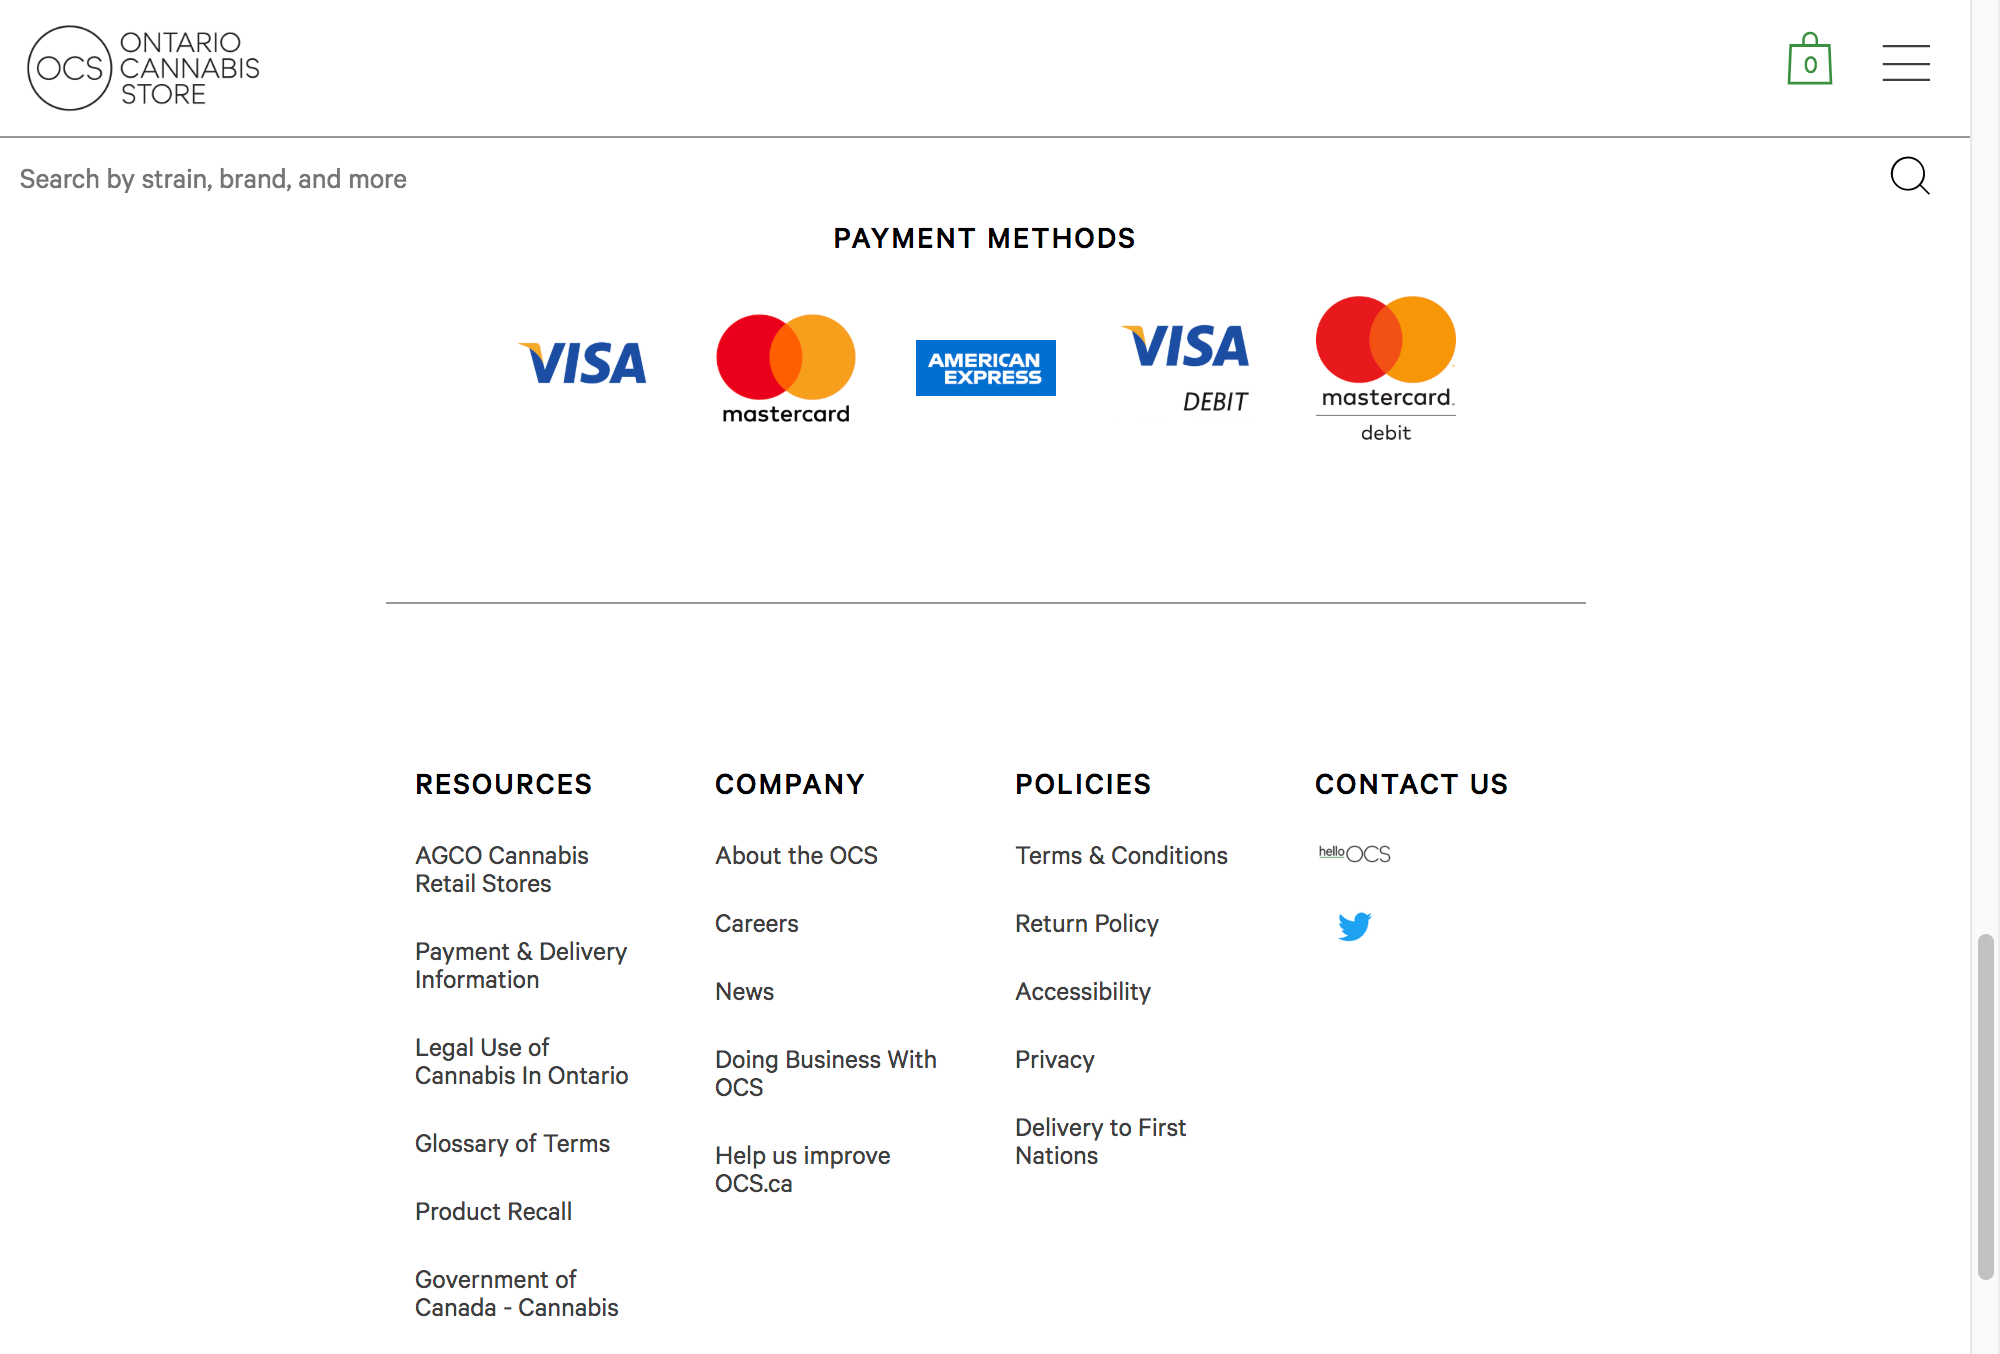 OCS
ONTARIO
CANNABIS
STORE
0
Search by strain, brand, and more
PAYMENT METHODS
VISA
mastercard
AMERICAN
EXPRESS
VISA
DEBIT
mastercard.
debit
RESOURCES
AGCO Cannabis
Retail Stores
Payment & Delivery
Information
Legal Use of
Cannabis In Ontario
Glossary of Terms
Product Recall
Government of
Canada - Cannabis
COMPANY
About the OCS
Careers
News
Doing Business With
OCS
Help us improve
OCS.ca
POLICIES
Terms & Conditions
Return Policy
Accessibility
Privacy
Delivery to First
Nations
CONTACT US
hello OCS